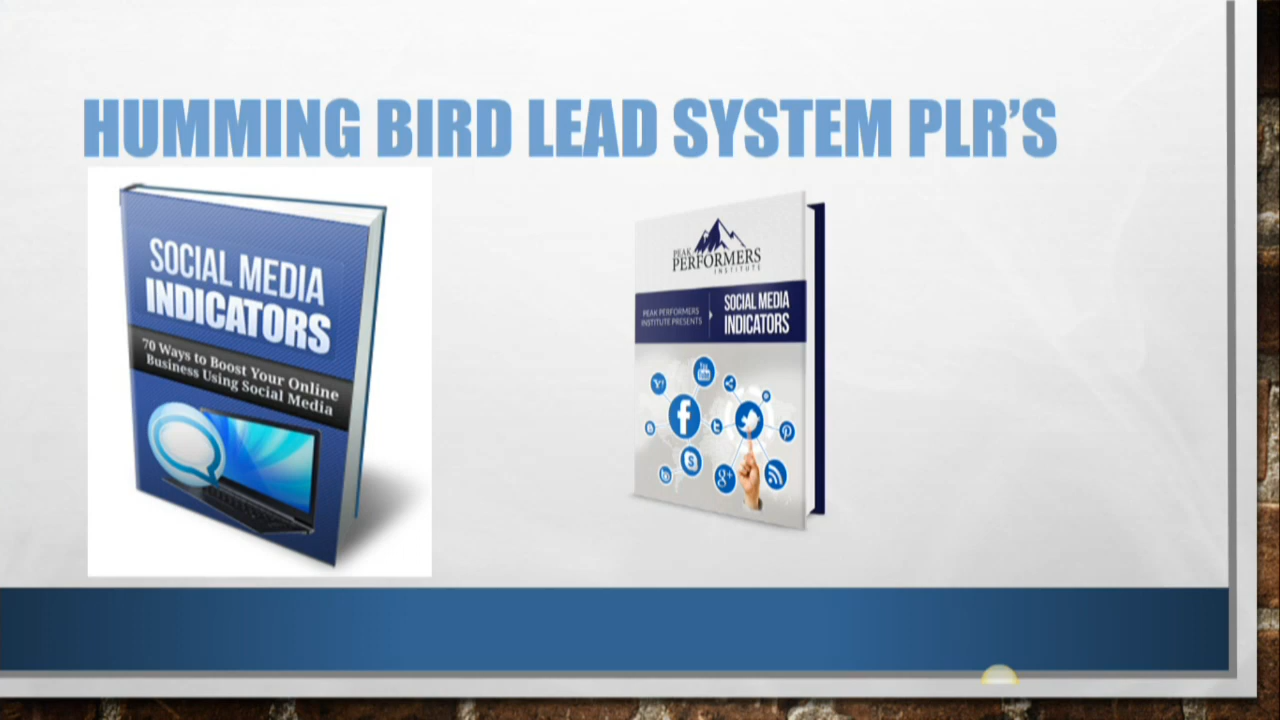 HUMMING BIRD LEAD SYSTEM PLR'S
SOCIAL MEDIA
INDICATORS
70 Ways to Boost Your Online
Business Using Social Media
PEAK
PERFORMERS
INSTITUTE
PEAK PERFORMERS
INSTITUTE PRESENTS
SOCIAL MEDIA
INDICATORS